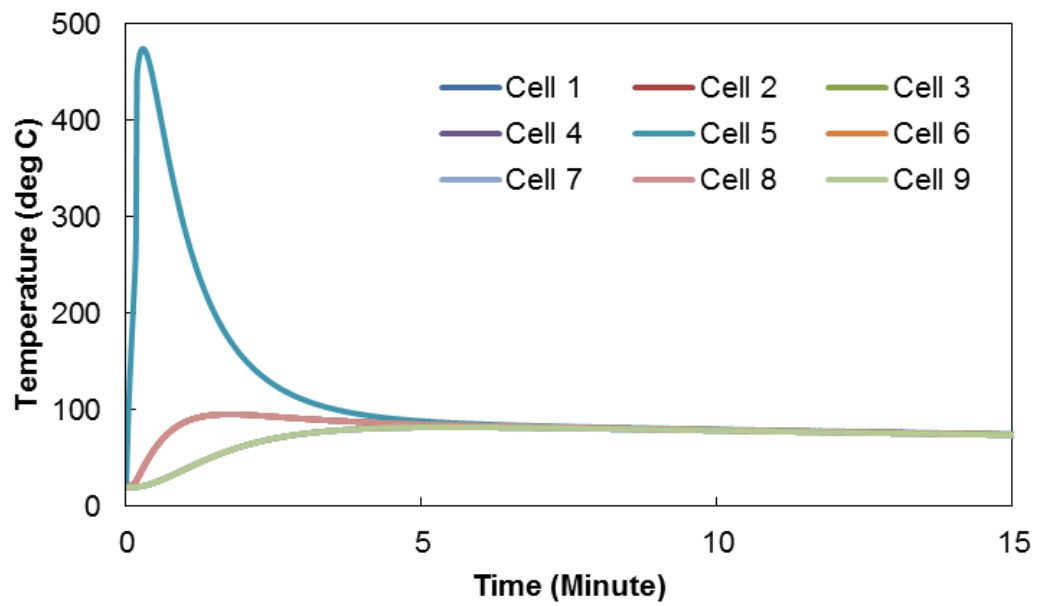 500
400
300
200
100
0
Temperature (deg C)
Cell 1 Cell 2 Cell 3
Cell 4 Cell 5 Cell 6
Cell 7 Cell 8 Cell 9
0 5 10 15
Time (Minute)